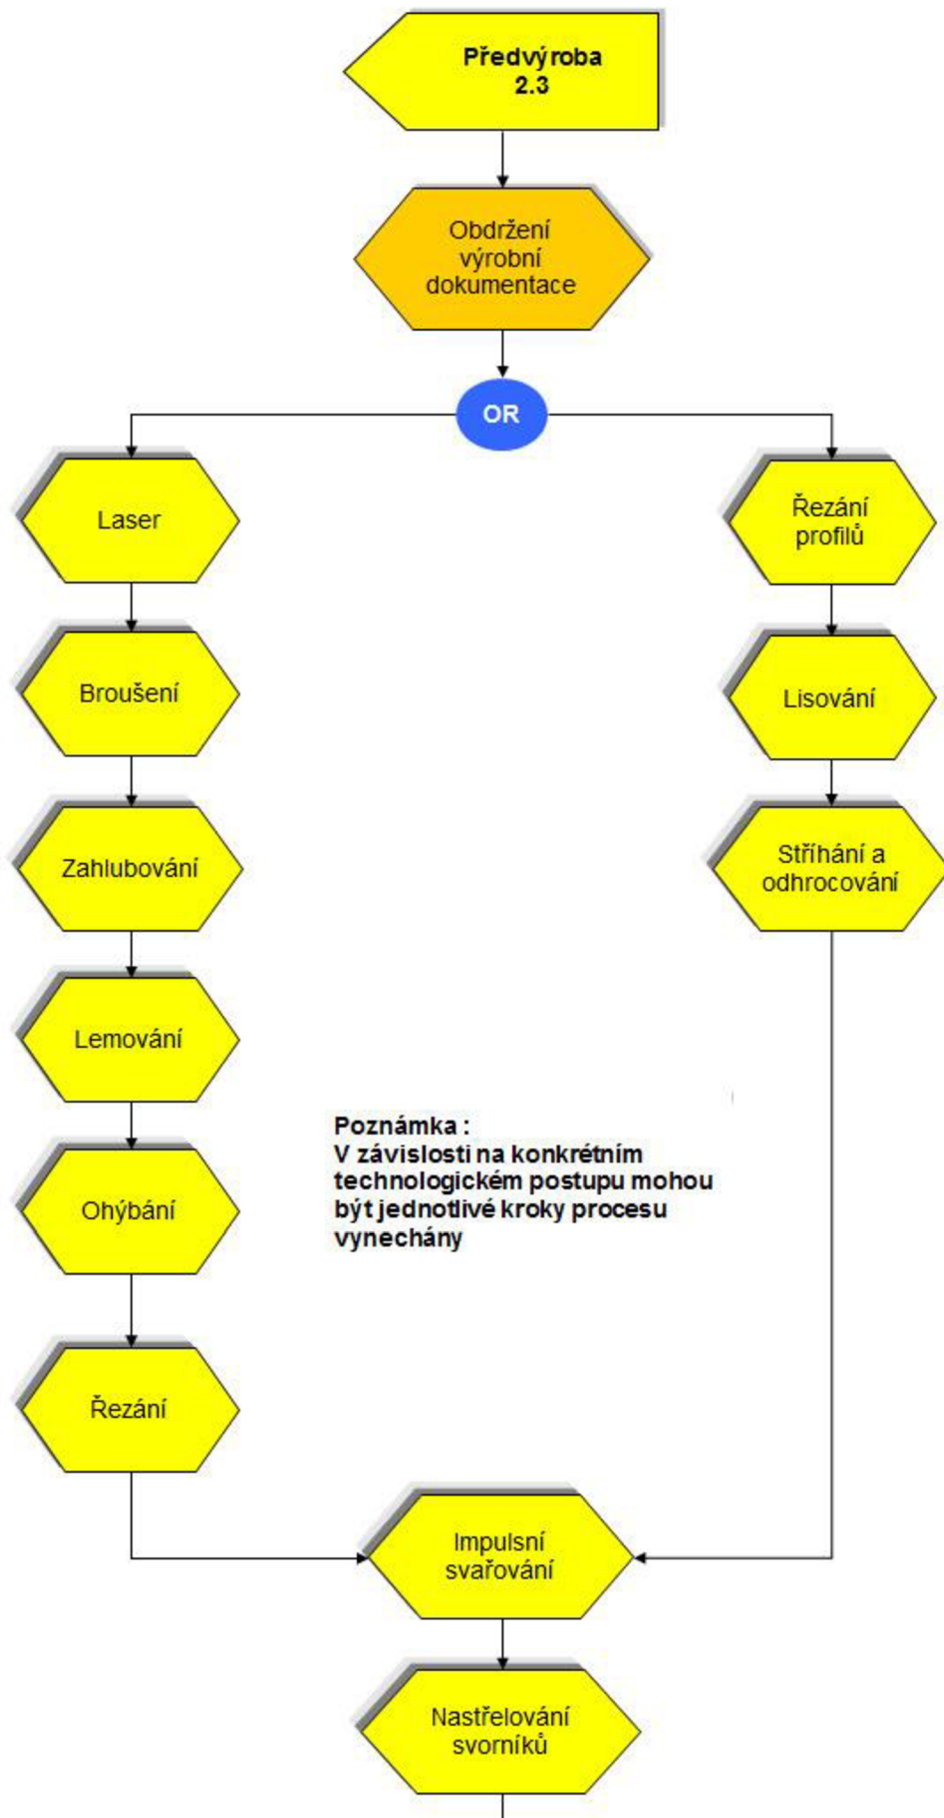 Předvýroba
2.3
Obdržení
výrobní
dokumentace
OR
Laser
Broušení
Zahlubování
Lemování
Ohýbání
Řezání
Řezání
profilů
Lisování
Stříhání a
odhrocování
Poznámka :
V závislosti na konkrétním
technologickém postupu mohou
být jednotlivé kroky procesu
vynechány
Impulsní
svařování
Nastřelování
svorníků